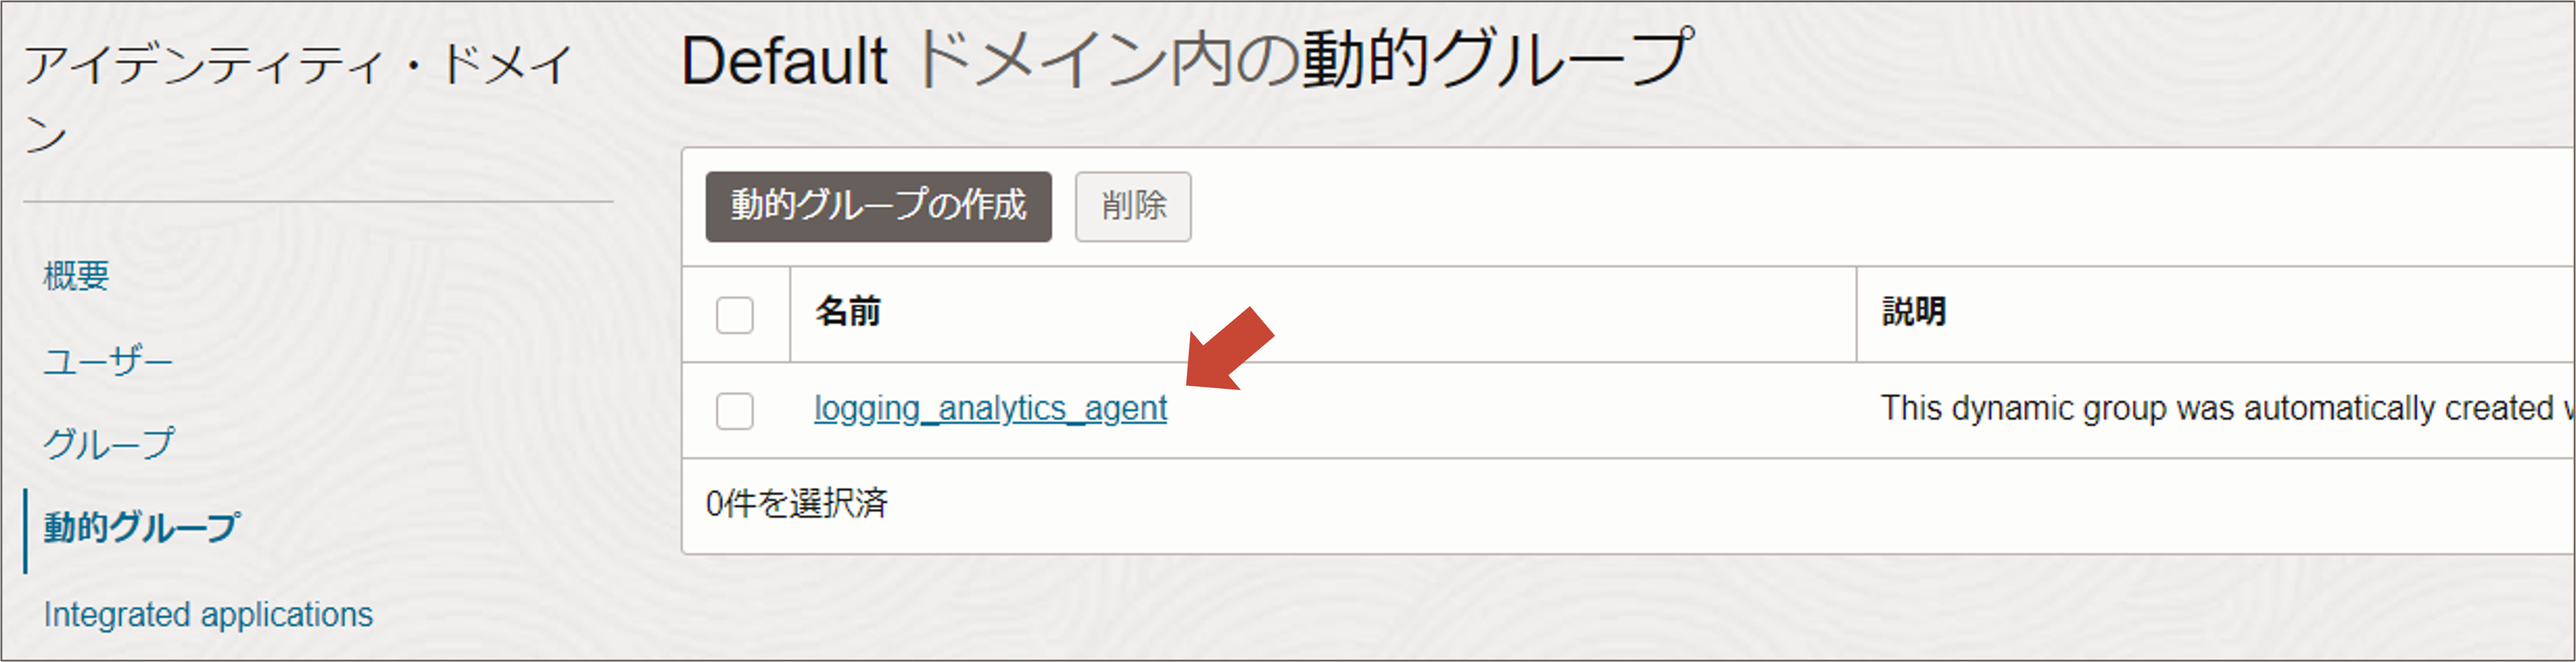 アイデンティティ・ドメイ
ン
概要
ユーザー
グループ
動的グループ
Integrated applications
Default ドメイン内の動的グループ
動的グループの作成 削除
名前 説明
logging_analytics_agent This dynamic group was automatically created
0件を選択済